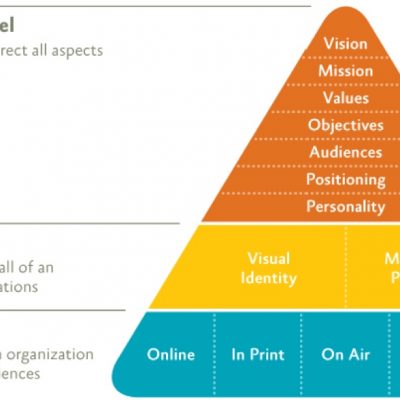 el
rect all aspects
Vision
Mission
Values
Objectives
Audiences
Positioning
Personality
all of an
ations
Visual
Identity
M
P
n organization
iences
Online
In Print
On Air